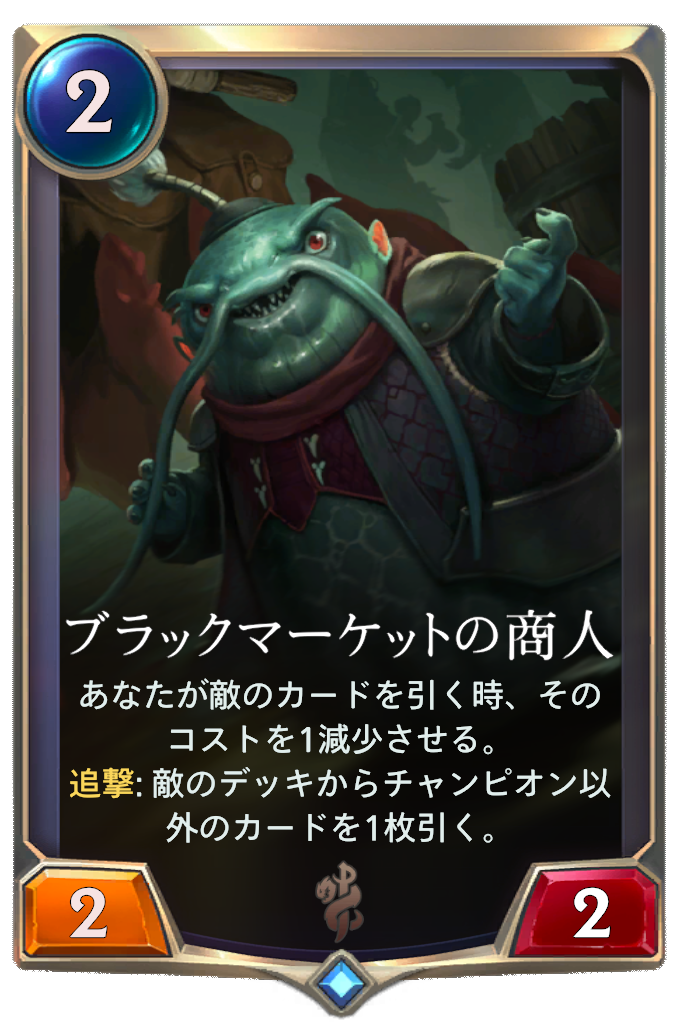 2
ブラックマーケットの商人
あなたが敵のカードを引く時、その
コストを1減少させる。
追撃: 敵のデッキからチャンピオン以
外のカードを1枚引く。
2
2